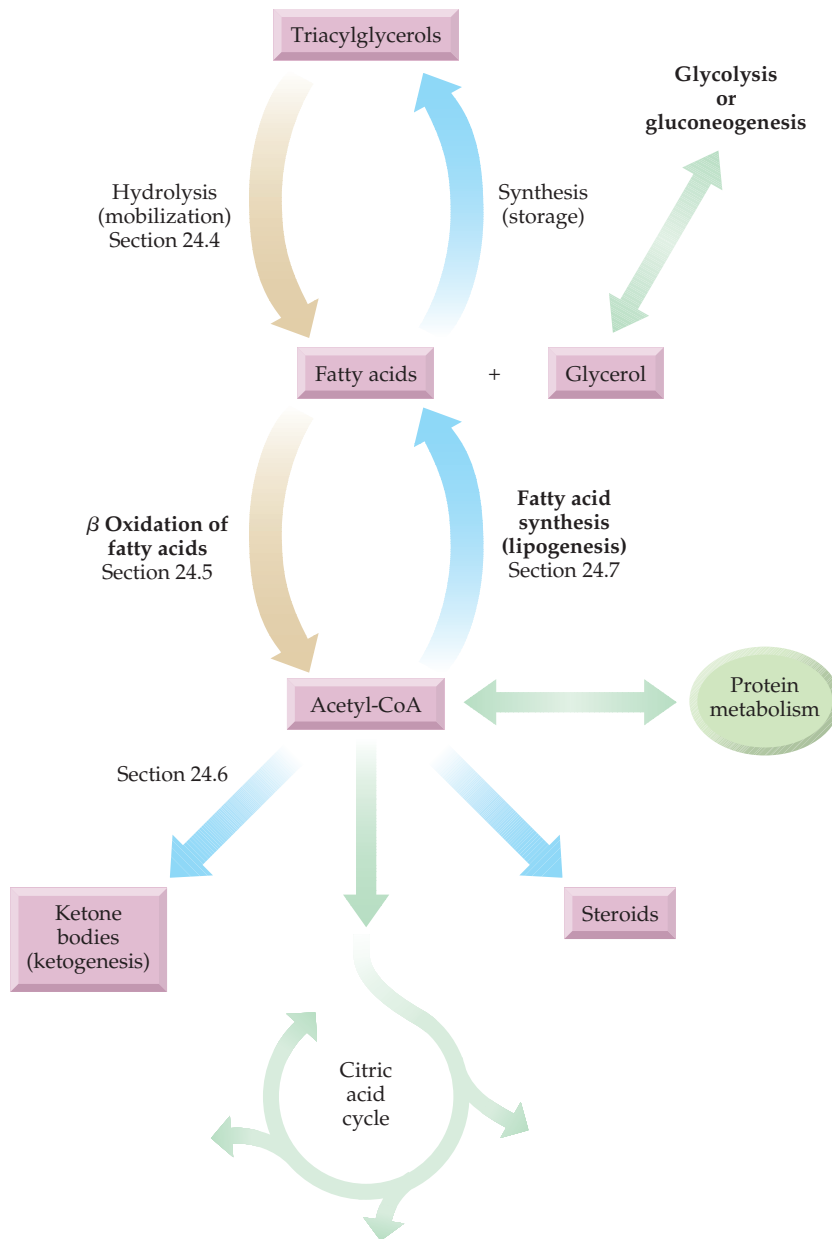 Triacylglycerols
Glycolysis
or
gluconeogenesis
Hydrolysis
(mobilization)
Section 24.4
Synthesis
(storage)
Fatty acids
+
Glycerol
β Oxidation of
fatty acids
Section 24.5
Fatty acid
synthesis
(lipogenesis)
Section 24.7
Acetyl-CoA
Protein
metabolism
Section 24.6
Ketone
bodies
(ketogenesis)
Steroids
Citric
acid
cycle